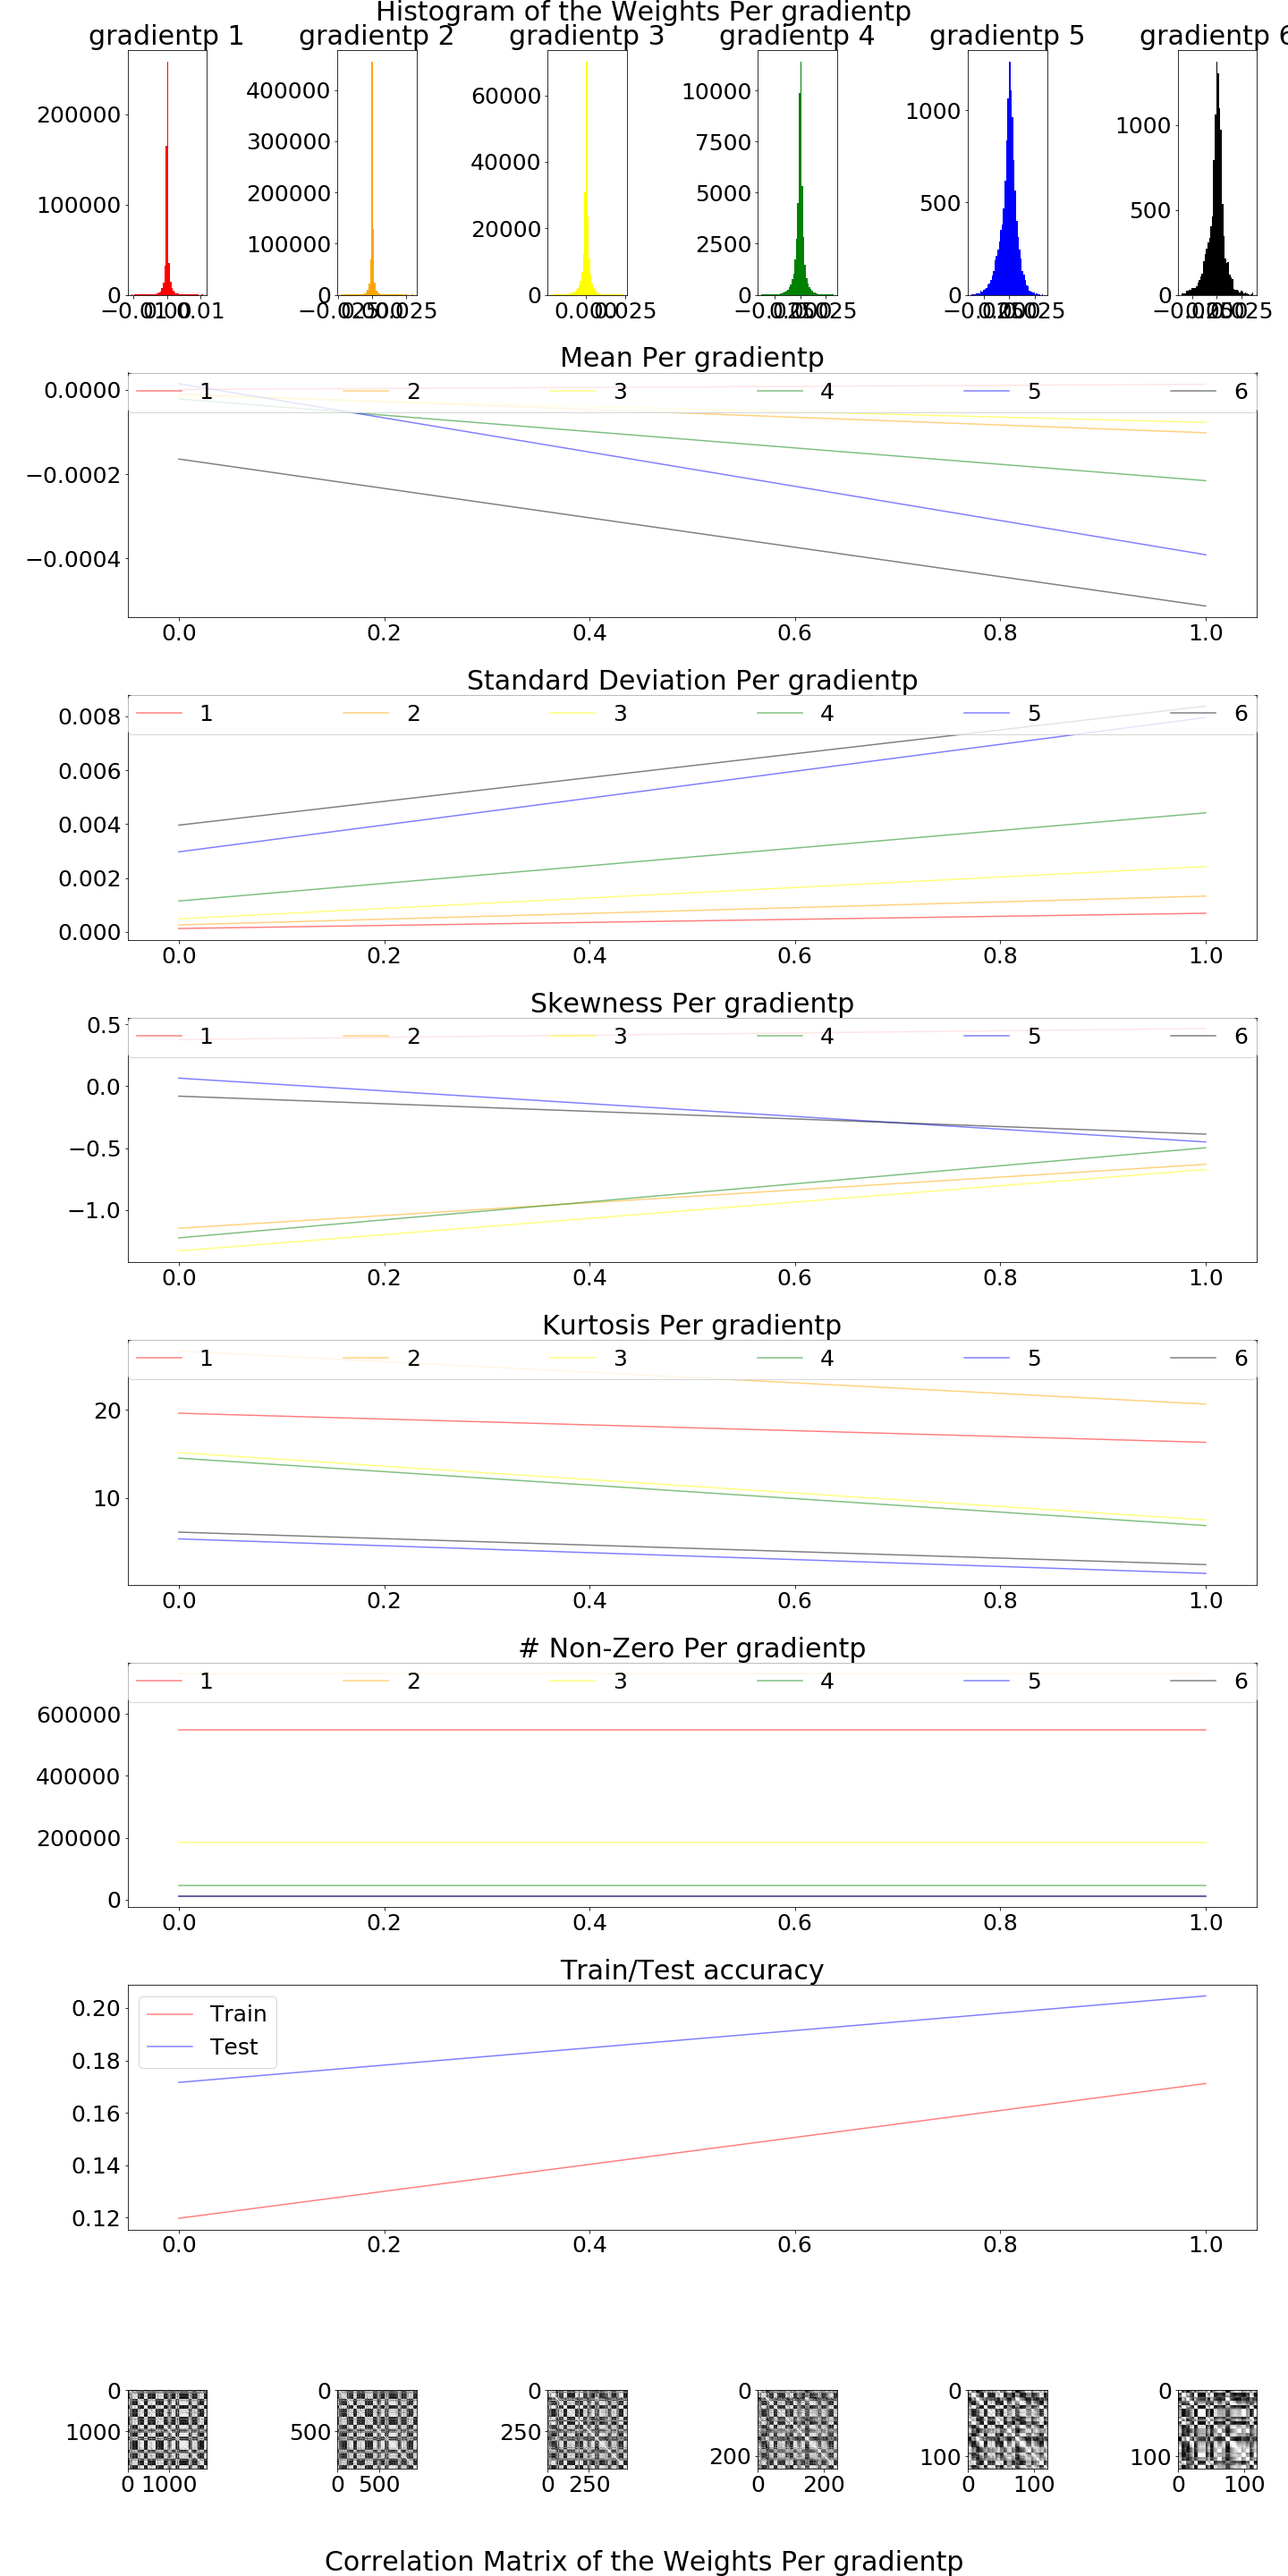 Histogram of the Weights Per gradientp
gradientp 1 gradientp 2 gradientp 3 gradientp 4 gradientp 5 gradientp 6
200000 400000 60000 10000 1000 1000
300000 7500
40000
100000 200000 5000 500 500
20000
100000 2500
0 0 0 0 0 0
0.000 0.025
Mean Per gradientp
1 2 3 4 5 6
0.0000
−0.0002
−0.0004
0.0 0.2 0.4 0.6 0.8 1.0
Standard Deviation Per gradientp
1 2 3 4 5 6
0.008
0.006
0.004
0.002
0.000
0.0 0.2 0.4 0.6 0.8 1.0
Skewness Per gradientp
1 2 3 4 5 6
0.5
0.0
−0.5
−1.0
0.0 0.2 0.4 0.6 0.8 1.0
Kurtosis Per gradientp
1 2 3 4 5 6
20
10
0.0 0.2 0.4 0.6 0.8 1.0
# Non-Zero Per gradientp
1 2 3 4 5 6
600000
400000
200000
0
0.0 0.2 0.4 0.6 0.8 1.0
Train/Test accuracy
Train
Test
0.20
0.18
0.16
0.14
0.12
0.0 0.2 0.4 0.6 0.8 1.0
0 0 0 0 0 0
1000 500 250 200 100 100
0 1000 0 500 0 250 0 200 0 100 0 100
Correlation Matrix of the Weights Per gradientp